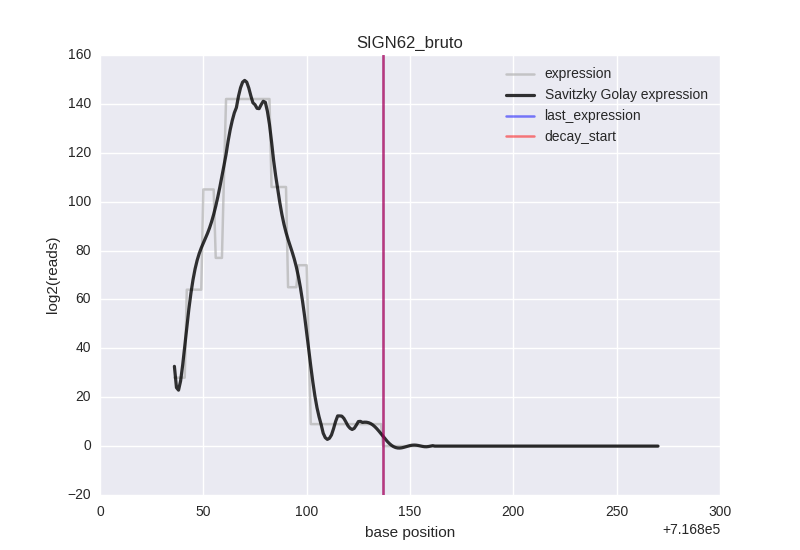 SIGN62_bruto
160
140
120
100
80
60
40
20
0
−20
log2(reads)
expression
Savitzky Golay expression
last_expression
decay_start
0 50 100 150 200 250 300
+7.168e5
base position